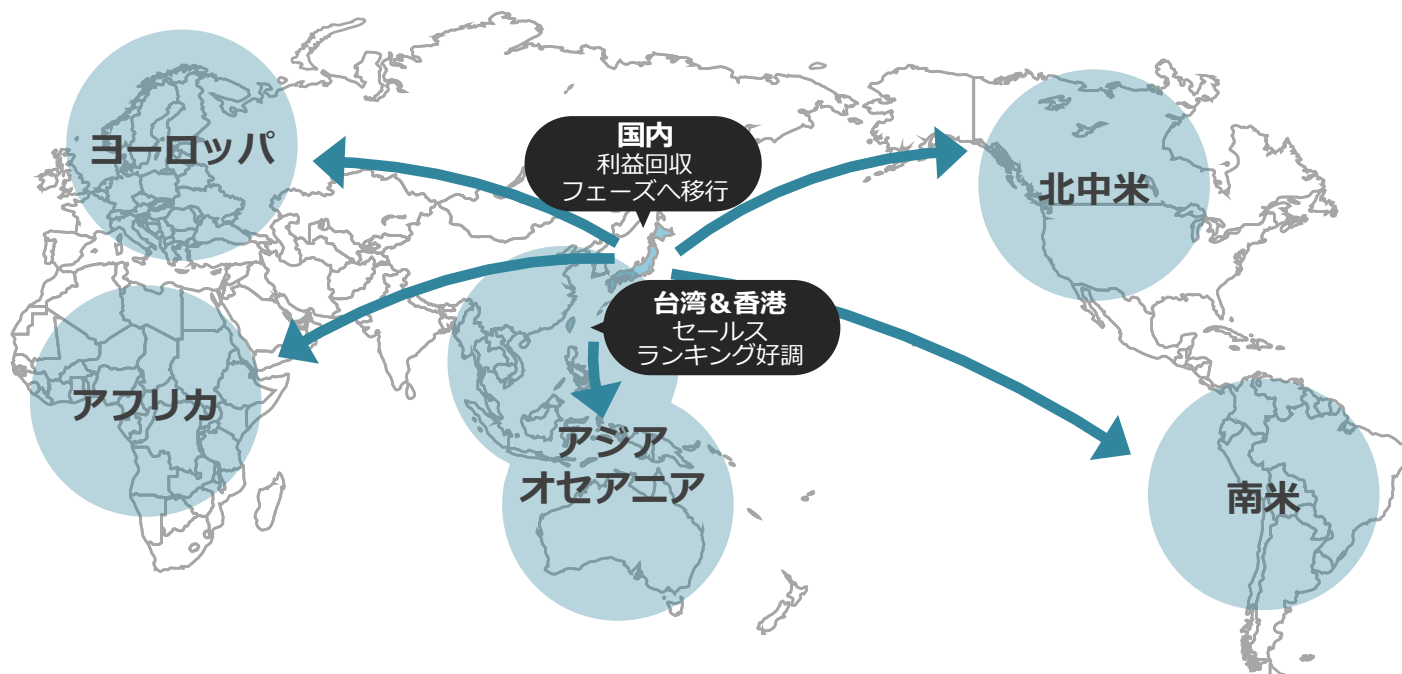 ヨーロッパ
国内
利益回収
フェーズへ移行
北中米
台湾&香港
セールス
ランキング好調
アフリカ
アジア
オセアニア
南米